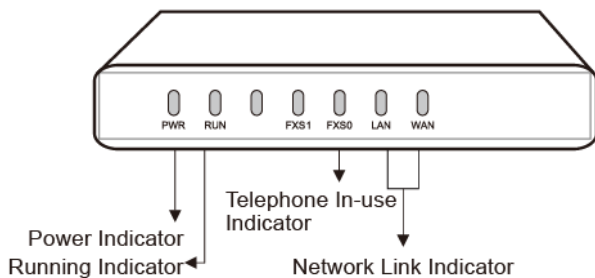 PWR RUN FXS1 FXS0 LAN WAN
Telephone In-use
Indicator
Power Indicator
Running Indicator
Network Link Indicator